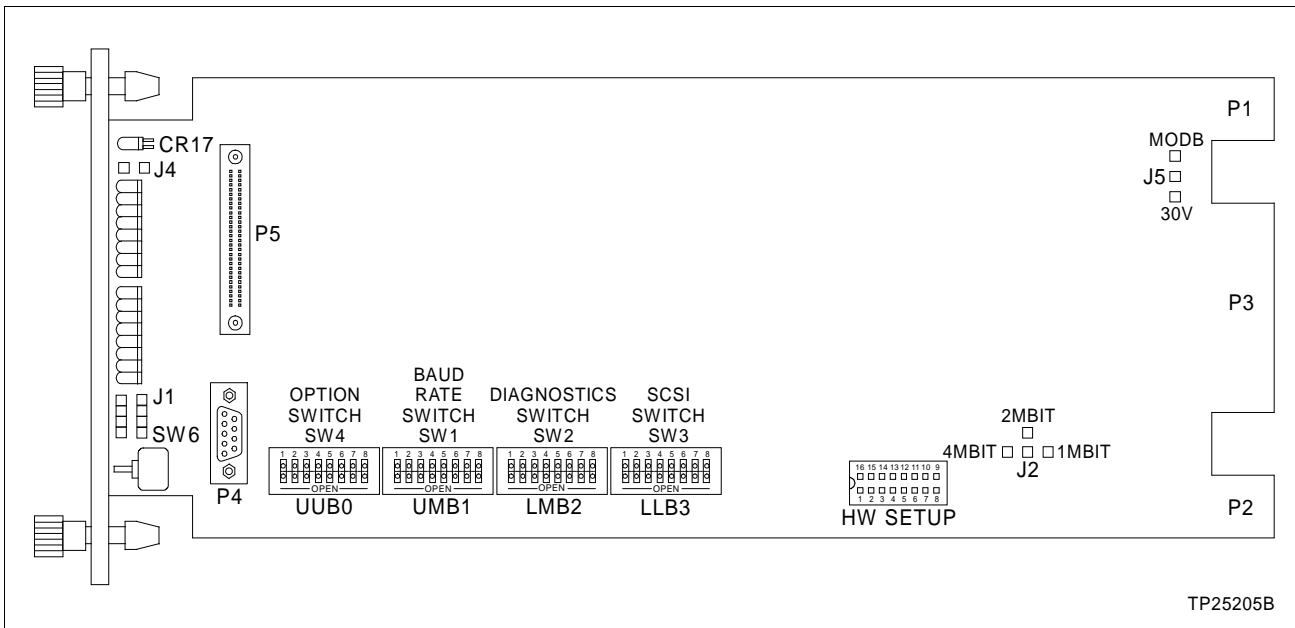 P1
CR17
MODB
J4
J5
30V
P5
P3
BAUD
OPTION RATE DIAGNOSTICS SCSI
SWITCH SWITCH SWITCH SWITCH
SW4 SW1 SW2 SW3
J1
SW6
2MBIT
4MBIT 1MBIT
J2
1 2 3 4 5 6 7 8 1 2 3 4 5 6 7 8 1 2 3 4 5 6 7 8 1 2 3 4 5 6 7 8
OPEN OPEN OPEN OPEN
16 15 14 13 12 11 10 9
1 2 3 4 5 6 7 8
P4
UUB0 UMB1 LMB2 LLB3
HW SETUP
P2
TP25205B